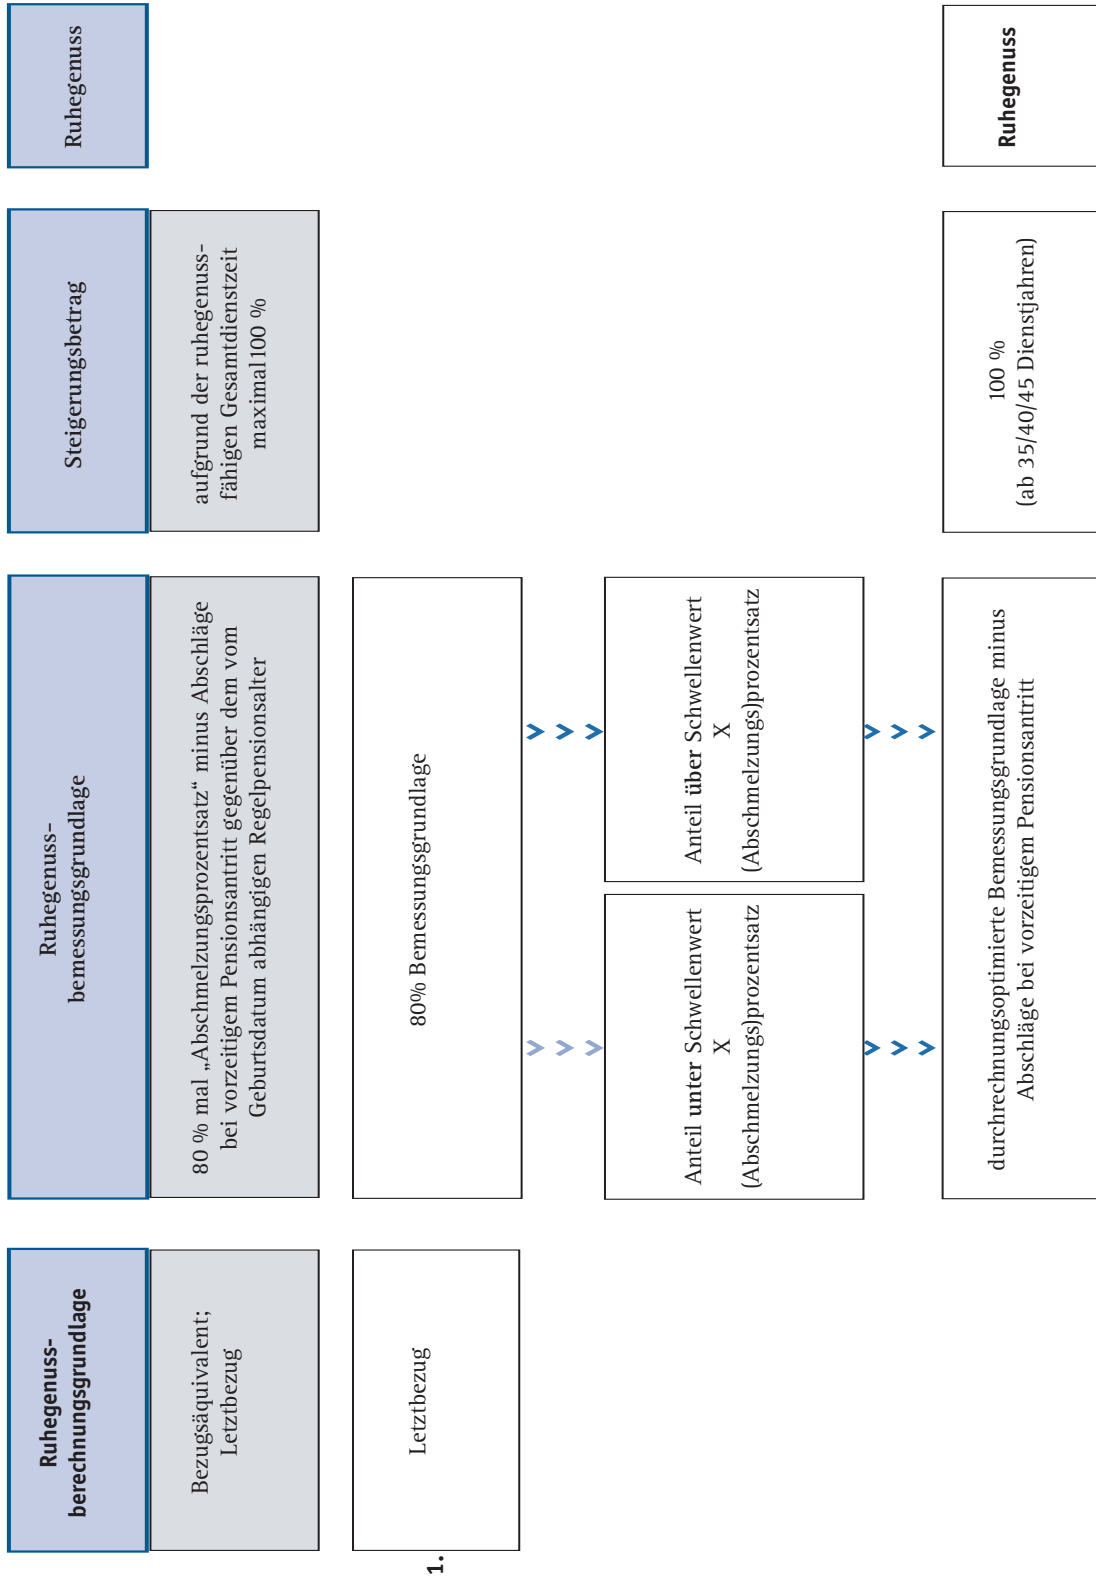 Ruhegenuss-
berechnungsgrundlage
Ruhegenuss-
bemessungsgrundlage
Steigerungsbetrag
Ruhegenuss
Bezugsäquivalent;
Letztbezug
80 % mal „Abschmelzungsprozentsatz“ minus Abschläge
bei vorzeitigem Pensionsantritt gegenüber dem vom
Geburtsdatum abhängigen Regelpensionsalter
aufgrund der ruhegenuss-
fähigen Gesamtdienstzeit
maximal100 %
1.
Letztbezug
80% Bemessungsgrundlage
Anteil unter Schwellenwert
X
(Abschmelzungs)prozentsatz
Anteil über Schwellenwert
X
(Abschmelzungs)prozentsatz
durchrechnungsoptimierte Bemessungsgrundlage minus
Abschläge bei vorzeitigem Pensionsantritt
100 %
(ab 35/40/45 Dienstjahren)
Ruhegenuss